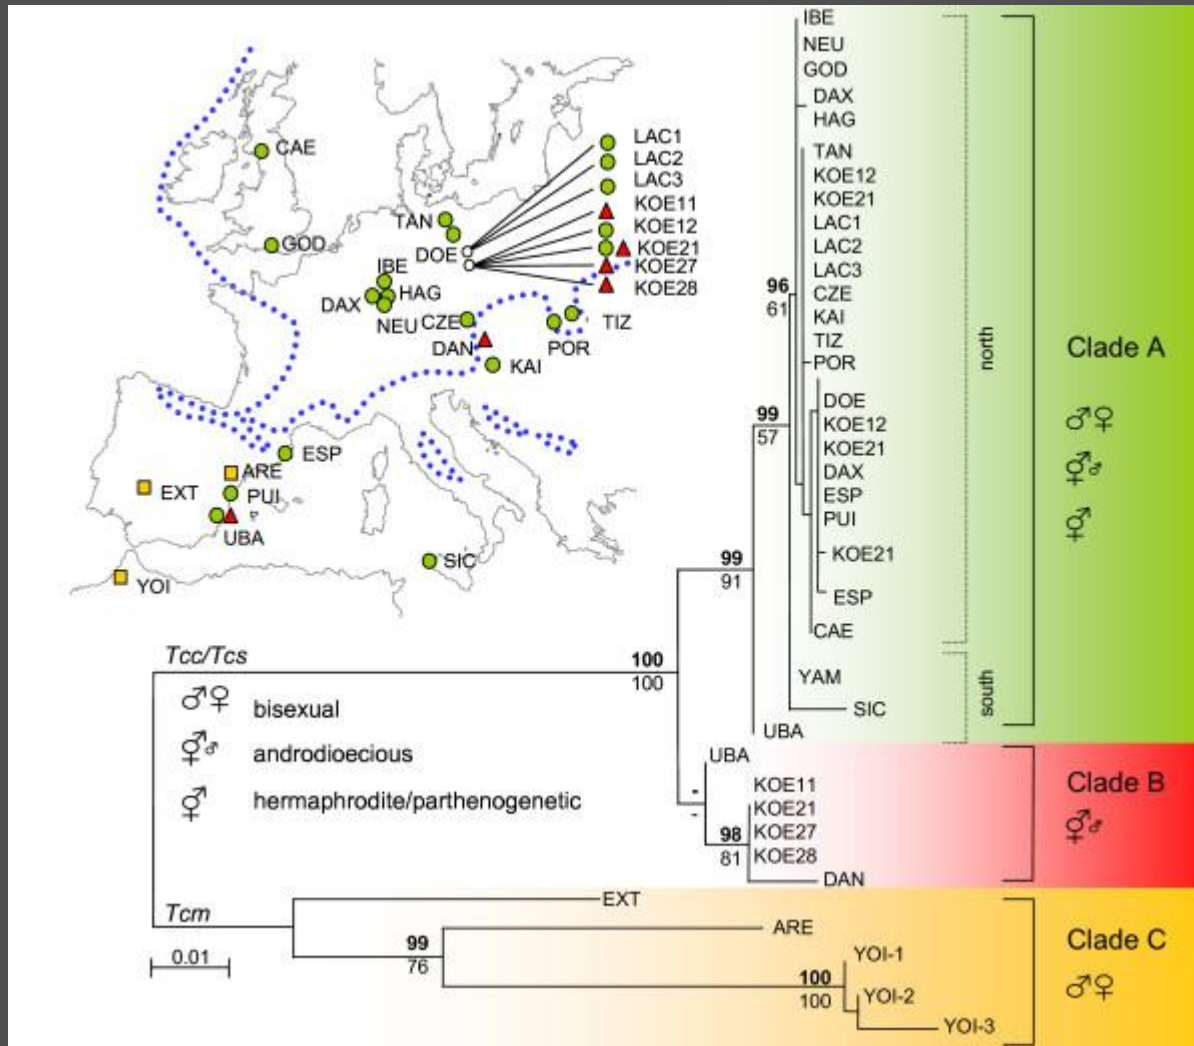 CAE
GOD
TAN
DOE
IBE
HAG
DAX
NEU
CZE
DAN
KAI
POR
TIZ
LAC1
LAC2
LAC3
KOE11
KOE12
KOE21
KOE27
KOE28
ESP
ARE
EXT
PUI
UBA
YOI
SIC
Tcc/Tcs
♂♀ bisexual
⚥♂ androdioecious
⚥ hermaphrodite/parthenogenetic
Tcm
0.01
100
100
99
91
99
57
96
61
IBE
NEU
GOD
DAX
HAG
TAN
KOE12
KOE21
LAC1
LAC2
LAC3
CZE
KAI
TIZ
POR
DOE
KOE12
KOE21
DAX
ESP
PUI
KOE21
ESP
CAE
YAM
SIC
UBA
north
south
Clade A
♂♀
⚥♂
⚥
UBA
-
-
KOE11
KOE21
KOE27
KOE28
98
81
DAN
Clade B
⚥♂
EXT
ARE
99
76
100
100
YOI-1
YOI-2
YOI-3
Clade C
♂♀